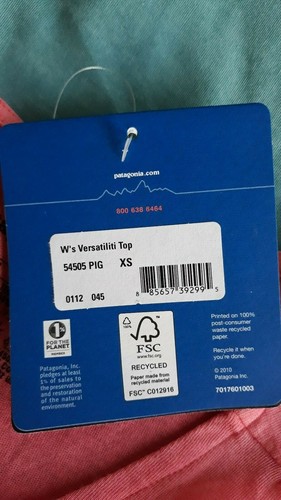 patagonia.com
800 638 6464
W's Versatiliti Top
54505 PIG XS
8 85657 39299 5
0112 045
1%
FOR THE
PLANET
MEMBER
Patagonia, Inc.
pledges at least
1% of sales to
the preservation
and restoration
of the natural
environment.
FSC
www.fsc.org
RECYCLED
Paper made from
recycled material
FSC™ C012916
Printed on 100%
post-consumer
waste recycled
paper.
Recycle it when
you're done.
© 2010
Patagonia Inc.
7017601003